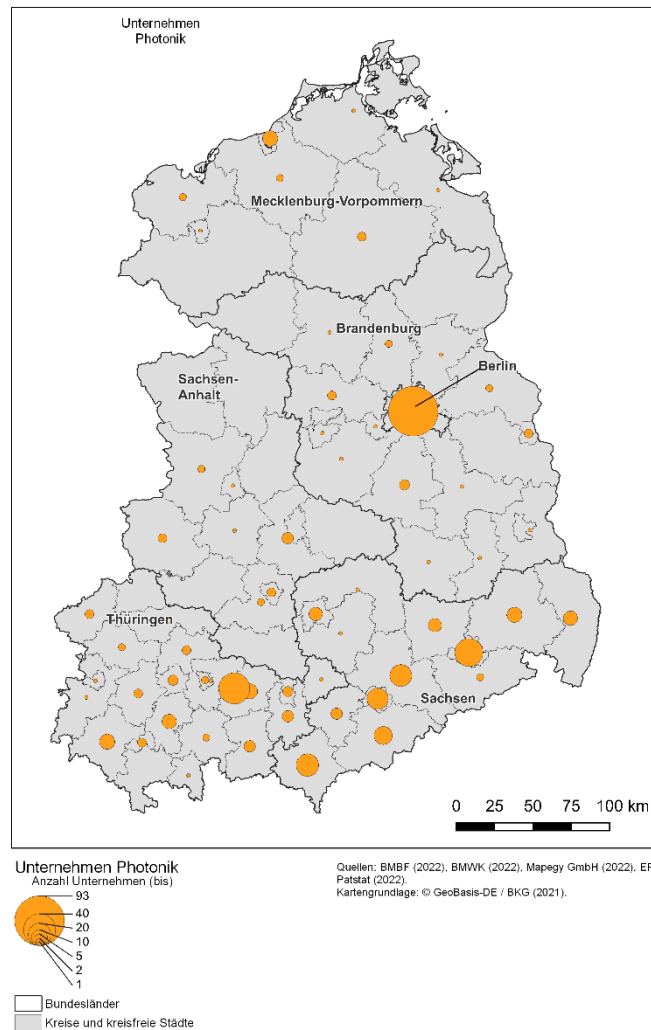 Unternehmen
Photonik
Mecklenburg-Vorpommern
Brandenburg
Berlin
Sachsen-
Anhalt
Thüringen
Sachsen
0 25 50 75 100 km
Unternehmen Photonik
Anzahl Unternehmen (bis)
93
40
20
10
5
2
1
Bundesländer
Kreise und kreisfreie Städte
Quellen: BMBF (2022), BMWK (2022), Mapegy GmbH (2022),
Patstat (2022).
Kartengrundlage: © GeoBasis-DE / BKG (2021).